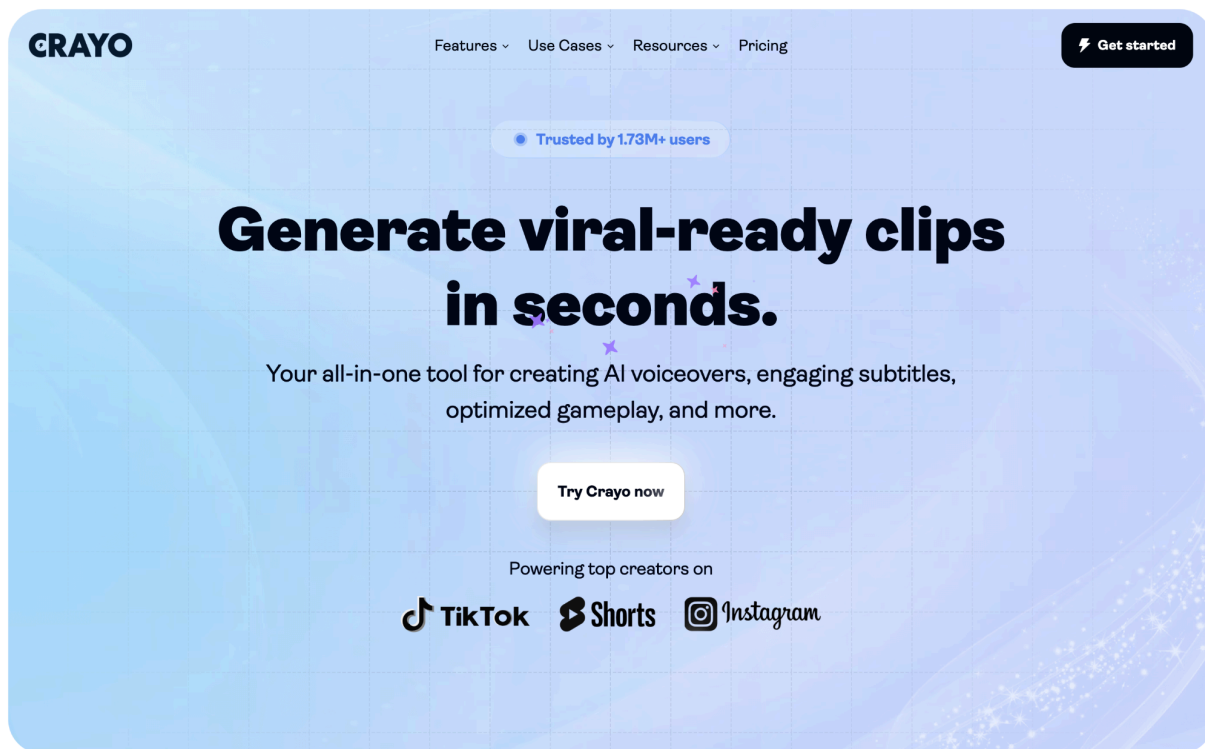 CRAYO
Features
Use Cases
Resources
Pricing
Get started
Trusted by 1.73M+ users
Generate viral-ready clips
in seconds.
Your all-in-one tool for creating AI voiceovers, engaging subtitles,
optimized gameplay, and more.
Try Crayo now
Powering top creators on
TikTok
Shorts
Instagram